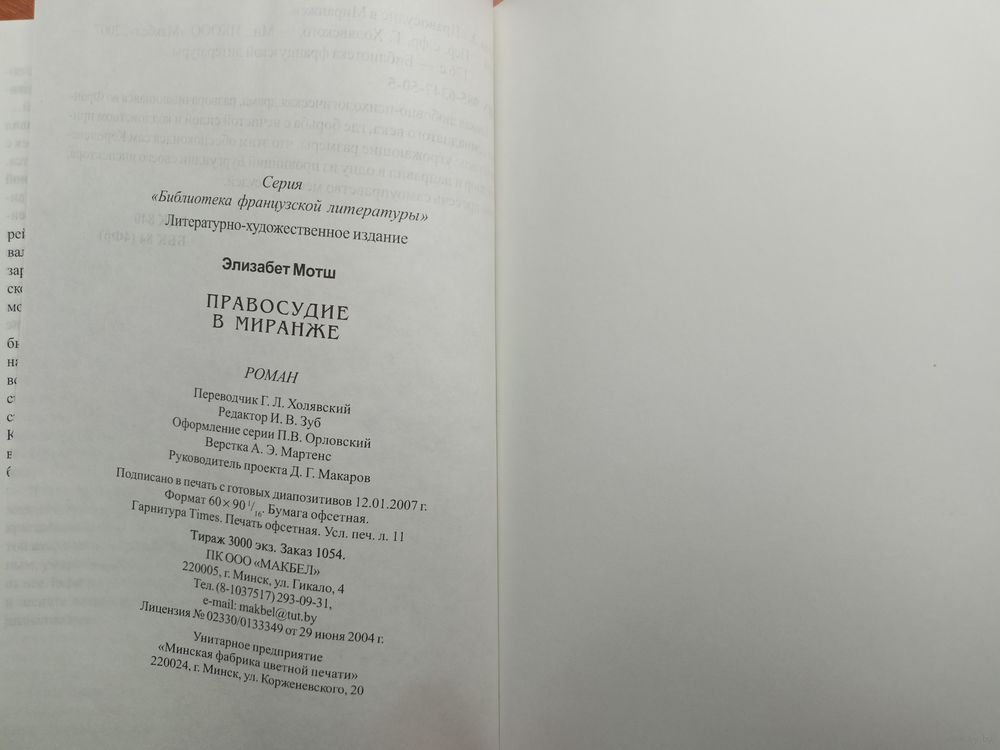 Серия
«Библиотека французской литературы»
Литературно-художественное издание
Элизабет Мотш
ПРАВОСУДИЕ
В МИРАНЖЕ
РОМАН
Переводчик Г. Л. Холявский
Редактор И. В. Зуб
Оформление серии П.В. Орловский
Верстка А. Э. Мартенс
Руководитель проекта Д. Г. Макаров
Подписано в печать с готовых диапозитивов 12.01.2007 г.
Формат 60×90 1/16. Бумага офсетная.
Гарнитура Times. Печать офсетная. Усл. печ. л. 11
Тираж 3000 экз. Заказ 1054.
ПК ООО «МАКБЕЛ»
220005, г. Минск, ул. Гикало, 4
Тел. (8-1037517) 293-09-31,
e-mail: makbel@tut.by
Лицензия № 02330/0133349 от 29 июня 2004 г.
Унитарное предприятие
«Минская фабрика цветной печати»
220024, г. Минск, ул. Корженевского, 20